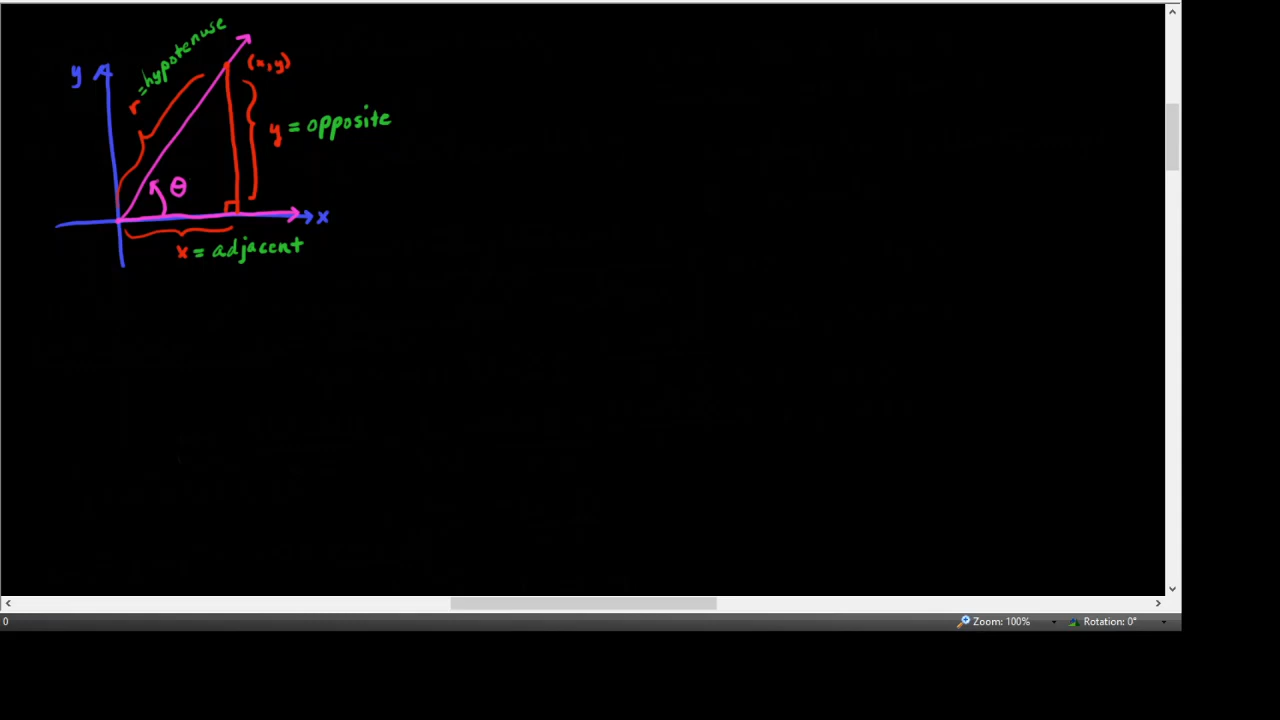 r = hypotenuse
y
(x,y)
y = opposite
θ
x
x = adjacent
0
Zoom: 100%
Rotation: 0°